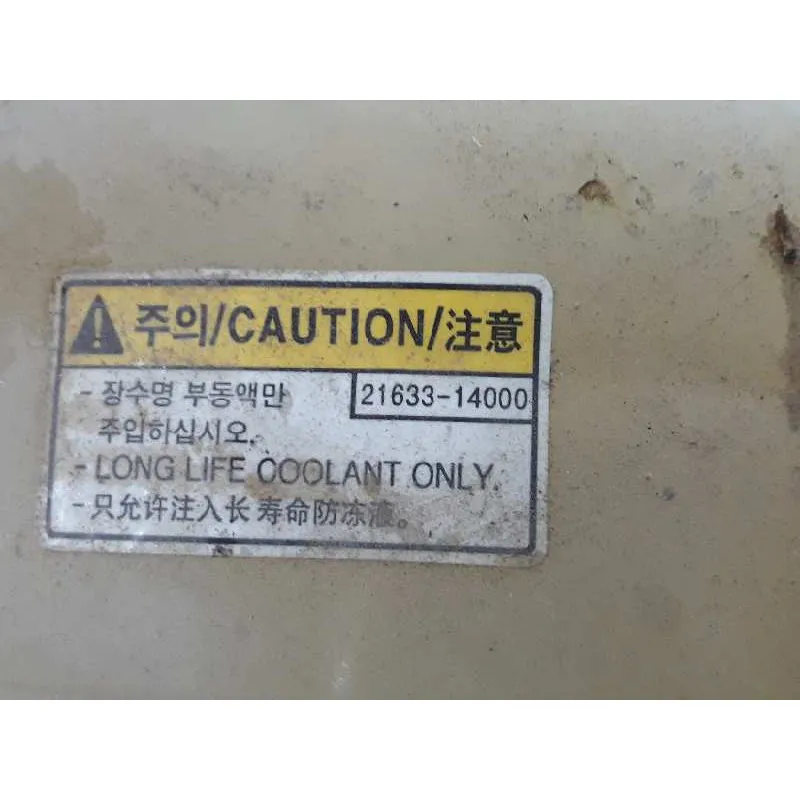 주의/CAUTION/注意
- 장수명 부동액만
21633-14000
주입하십시오.
- LONG LIFE COOLANT ONLY.
- 只允许注入长寿命防冻液。